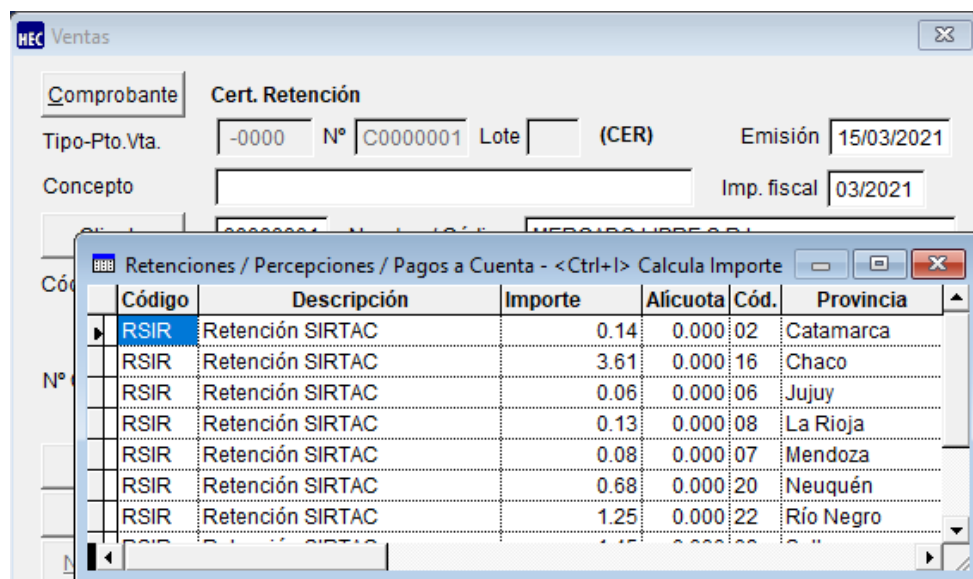 HEC Ventas
Comprobante Cert. Retención
Tipo-Pto.Vta. -0000 Nº C0000001 Lote (CER) Emisión 15/03/2021
Concepto Imp. fiscal 03/2021
Retenciones / Percepciones / Pagos a Cuenta - <Ctrl+I> Calcula Importe
Código Descripción Importe Alícuota Cód. Provincia
RSIR Retención SIRTAC 0.14 0.000 02 Catamarca
RSIR Retención SIRTAC 3.61 0.000 16 Chaco
RSIR Retención SIRTAC 0.06 0.000 06 Jujuy
RSIR Retención SIRTAC 0.13 0.000 08 La Rioja
RSIR Retención SIRTAC 0.08 0.000 07 Mendoza
Nº
RSIR Retención SIRTAC 0.68 0.000 20 Neuquén
RSIR Retención SIRTAC 1.25 0.000 22 Río Negro